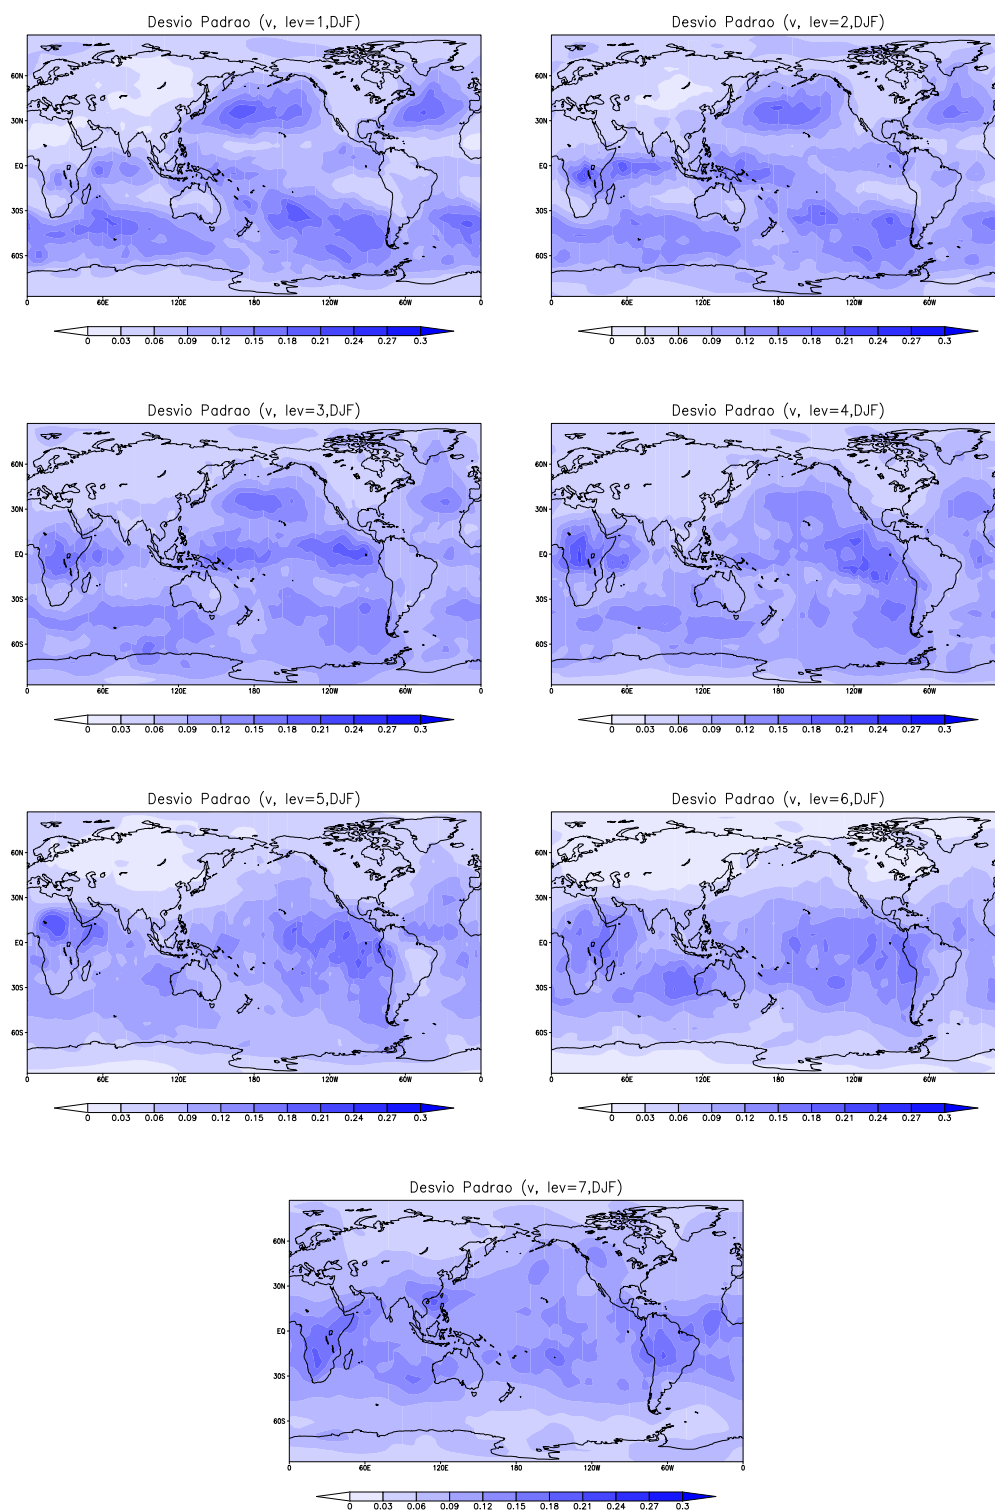 Desvio Padrao (v, lev=1,DJF)
60N
30N
EQ
30S
60S
0 60E 120E 180 120W 60W 0
0 0.03 0.06 0.09 0.12 0.15 0.18 0.21 0.24 0.27 0.3
Desvio Padrao (v, lev=2,DJF)
60N
30N
EQ
30S
60S
0 60E 120E 180 120W 60W
0 0.03 0.06 0.09 0.12 0.15 0.18 0.21 0.24 0.27 0.3
Desvio Padrao (v, lev=3,DJF)
60N
30N
EQ
30S
60S
0 60E 120E 180 120W 60W 0
0 0.03 0.06 0.09 0.12 0.15 0.18 0.21 0.24 0.27 0.3
Desvio Padrao (v, lev=4,DJF)
60N
30N
EQ
30S
60S
0 60E 120E 180 120W 60W
0 0.03 0.06 0.09 0.12 0.15 0.18 0.21 0.24 0.27 0.3
Desvio Padrao (v, lev=5,DJF)
60N
30N
EQ
30S
60S
0 60E 120E 180 120W 60W 0
0 0.03 0.06 0.09 0.12 0.15 0.18 0.21 0.24 0.27 0.3
Desvio Padrao (v, lev=6,DJF)
60N
30N
EQ
30S
60S
0 60E 120E 180 120W 60W
0 0.03 0.06 0.09 0.12 0.15 0.18 0.21 0.24 0.27 0.3
Desvio Padrao (v, lev=7,DJF)
60N
30N
EQ
30S
60S
0 60E 120E 180 120W 60W 0
0 0.03 0.06 0.09 0.12 0.15 0.18 0.21 0.24 0.27 0.3